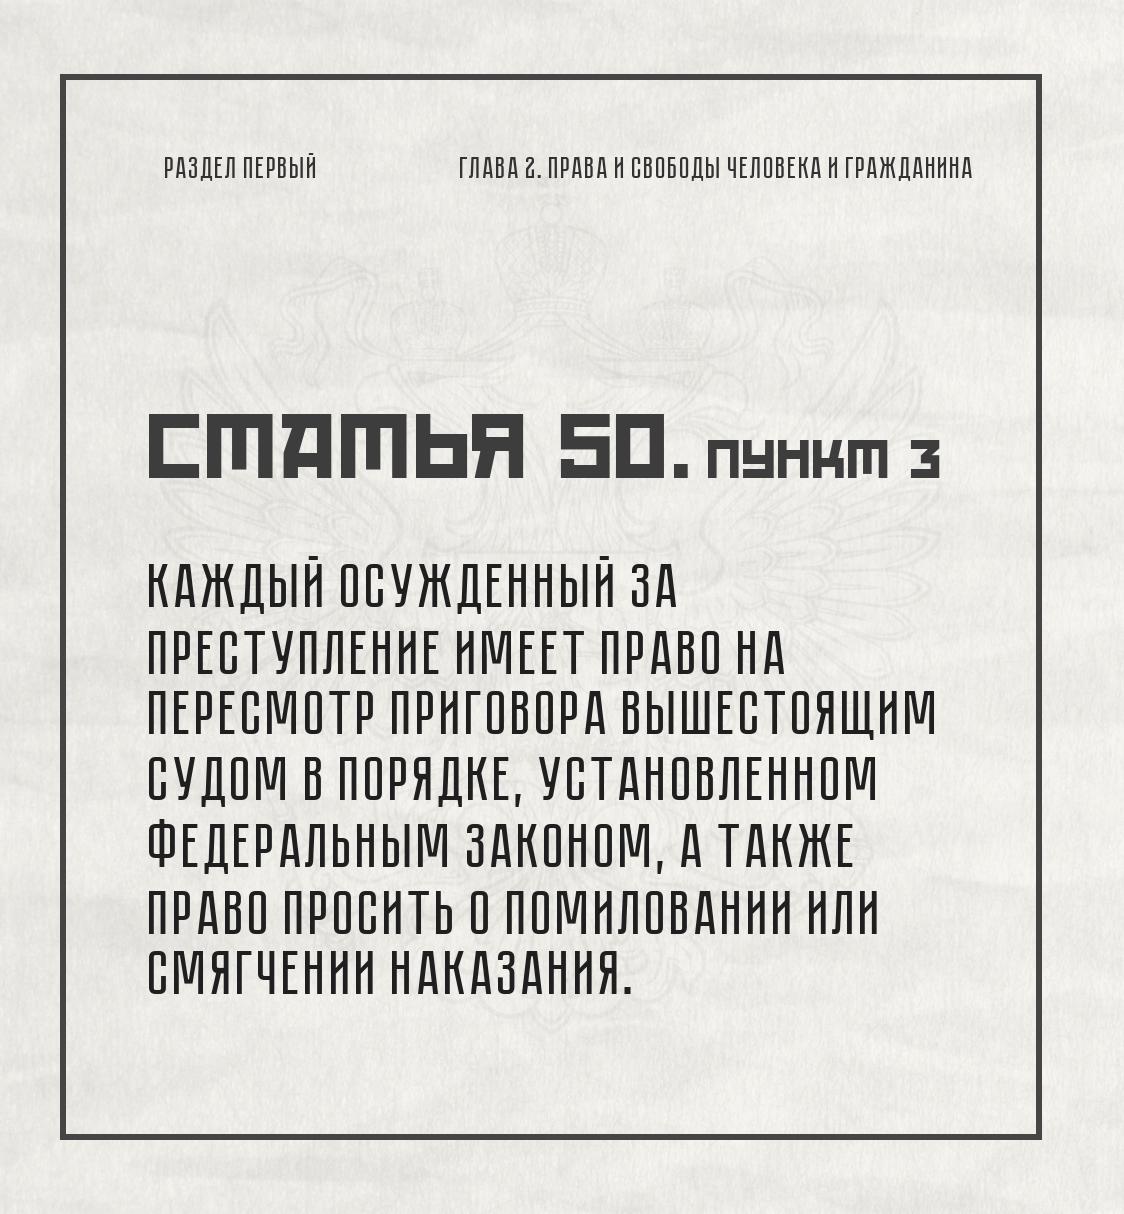 РАЗДЕЛ ПЕРВЫЙ
ГЛАВА 2. ПРАВА И СВОБОДЫ ЧЕЛОВЕКА И ГРАЖДАНИНА
СТАТЬЯ 50. ПУНКТ 3
КАЖДЫЙ ОСУЖДЕННЫЙ ЗА
ПРЕСТУПЛЕНИЕ ИМЕЕТ ПРАВО НА
ПЕРЕСМОТР ПРИГОВОРА ВЫШЕСТОЯЩИМ
СУДОМ В ПОРЯДКЕ, УСТАНОВЛЕННОМ
ФЕДЕРАЛЬНЫМ ЗАКОНОМ, А ТАКЖЕ
ПРАВО ПРОСИТЬ О ПОМИЛОВАНИИ ИЛИ
СМЯГЧЕНИИ НАКАЗАНИЯ.